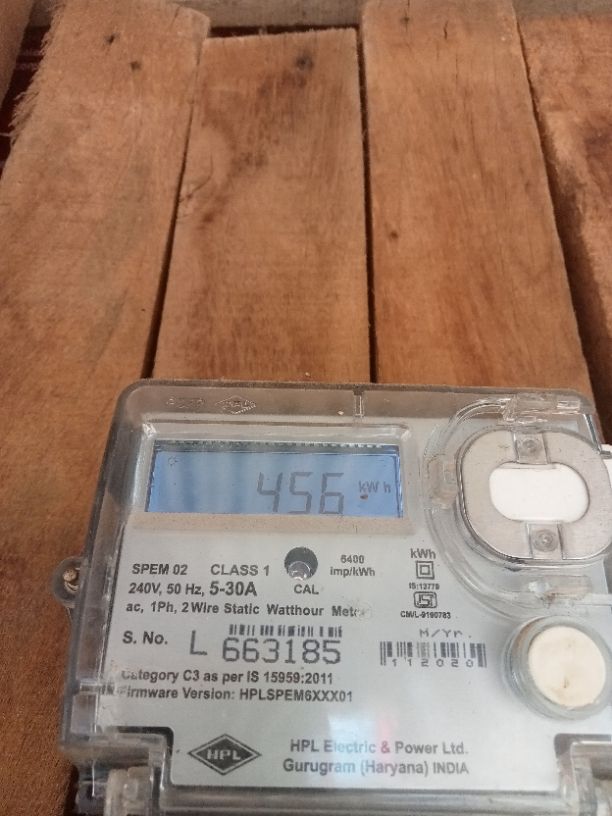 456 kWh
SPEM 02 CLASS 1
6400 imp/kWh
240V, 50 Hz, 5-30A
CAL
ac, 1Ph, 2 Wire Static Watthour Meter
kWh
IS:13779
CM/L-9190783
S. No. L 663185
M/Yr.
112020
Category C3 as per IS 15959:2011
Firmware Version: HPLSPEM6XXX01
HPL
HPL Electric & Power Ltd.
Gurugram (Haryana) INDIA